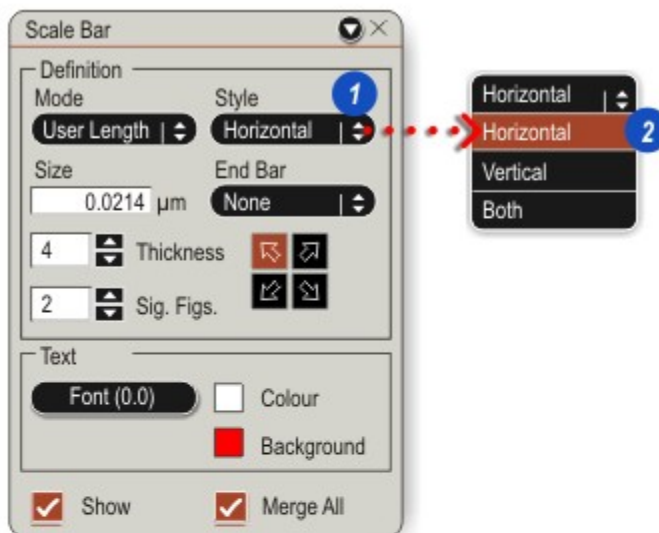 Scale Bar
Definition
Mode Style 1
User Length Horizontal
Size End Bar
0.0214 µm None
4 Thickness
2 Sig. Figs.
Text
Font (0.0) Colour
Background
Show Merge All
Horizontal
Horizontal 2
Vertical
Both